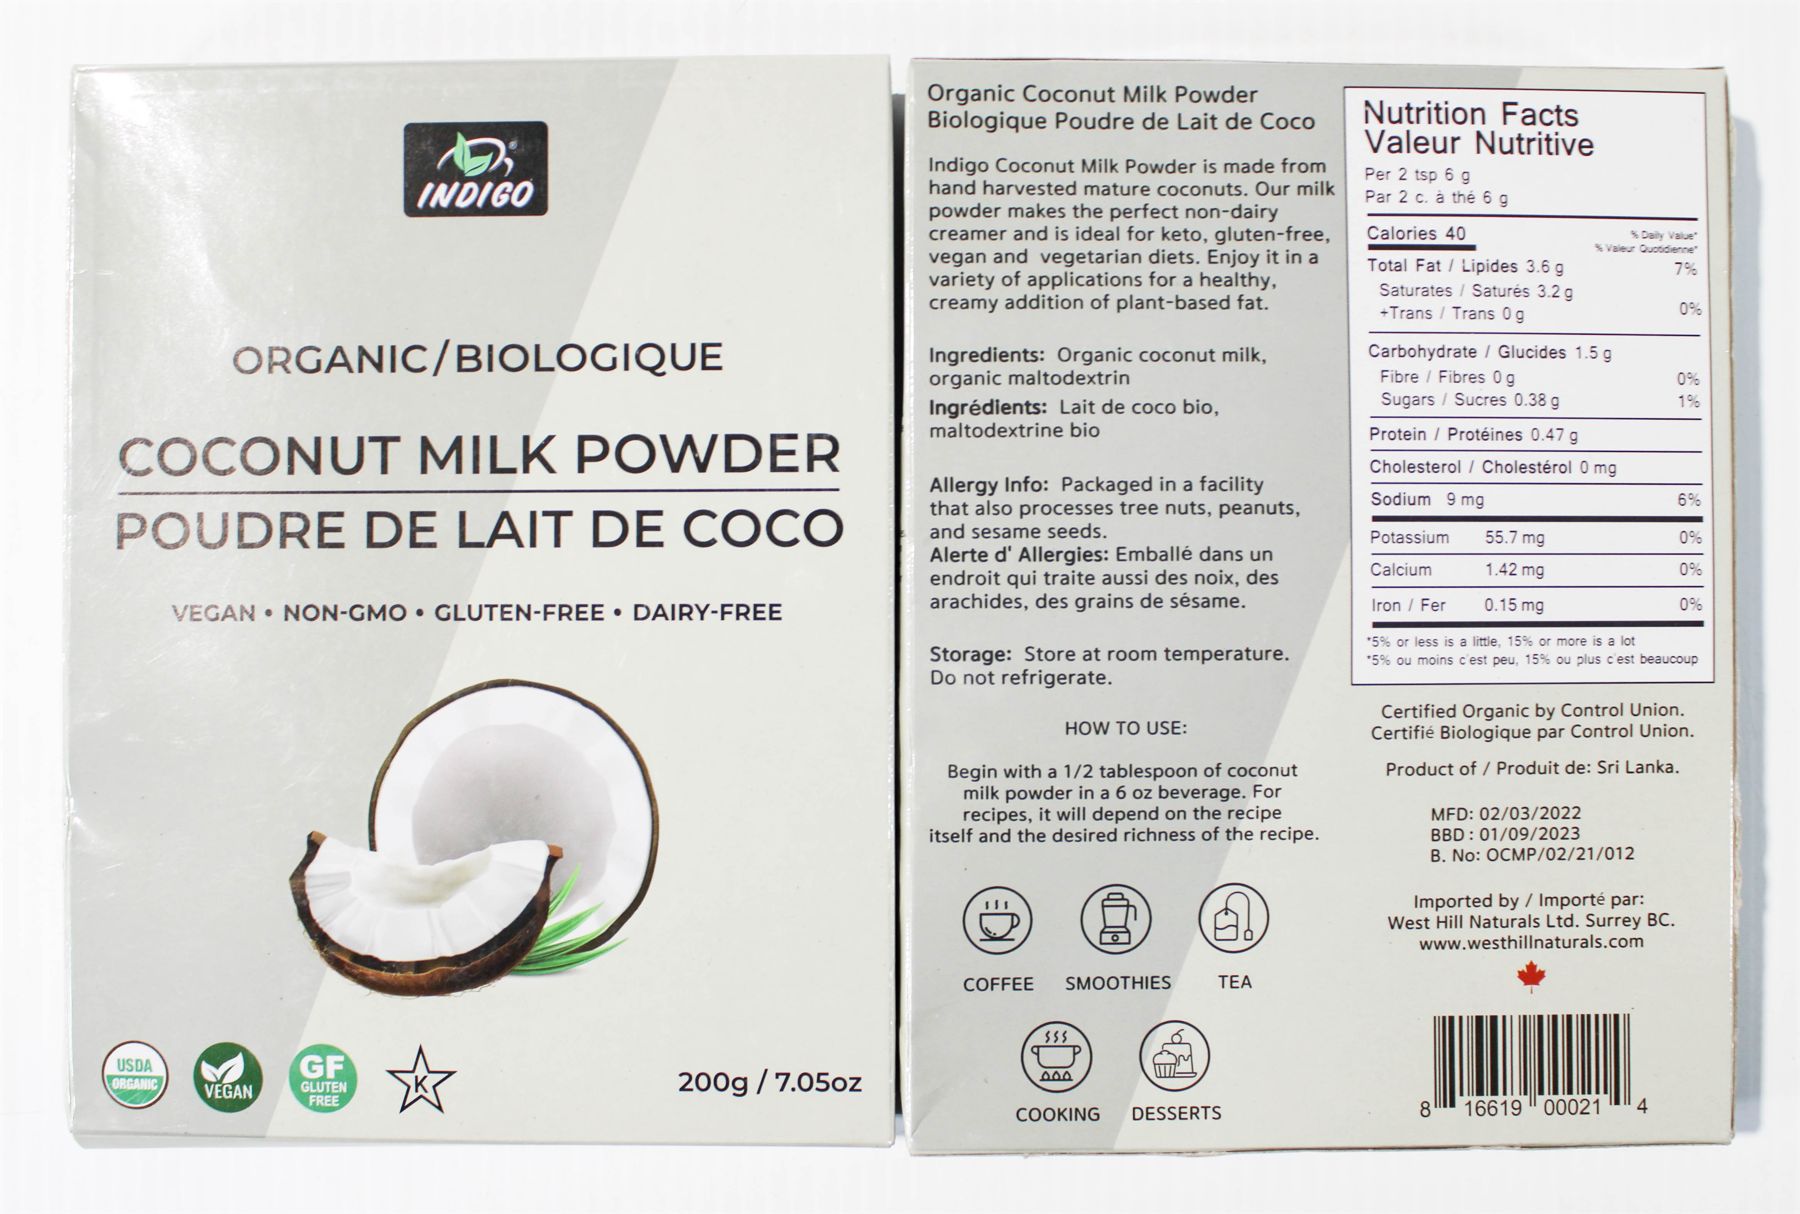 INDIGO
ORGANIC/BIOLOGIQUE
COCONUT MILK POWDER
POUDRE DE LAIT DE COCO
VEGAN • NON-GMO • GLUTEN-FREE • DAIRY-FREE
USDA
ORGANIC
VEGAN
GF
GLUTEN
FREE
K
200g / 7.05oz
Organic Coconut Milk Powder
Biologique Poudre de Lait de Coco
Indigo Coconut Milk Powder is made from
hand harvested mature coconuts. Our milk
powder makes the perfect non-dairy
creamer and is ideal for keto, gluten-free,
vegan and vegetarian diets. Enjoy it in a
variety of applications for a healthy,
creamy addition of plant-based fat.
Ingredients: Organic coconut milk,
organic maltodextrin
Ingrédients: Lait de coco bio,
maltodextrine bio
Allergy Info: Packaged in a facility
that also processes tree nuts, peanuts,
and sesame seeds.
Alerte d' Allergies: Emballé dans un
endroit qui traite aussi des noix, des
arachides, des grains de sésame.
Storage: Store at room temperature.
Do not refrigerate.
HOW TO USE:
Begin with a 1/2 tablespoon of coconut
milk powder in a 6 oz beverage. For
recipes, it will depend on the recipe
itself and the desired richness of the recipe.
COFFEE SMOOTHIES TEA
COOKING DESSERTS
Nutrition Facts
Valeur Nutritive
Per 2 tsp 6 g
Par 2 c. à thé 6 g
Calories 40
% Daily Value*
% Valeur Quotidienne*
Total Fat / Lipides 3.6 g 7%
Saturates / Saturés 3.2 g
+Trans / Trans 0 g 0%
Carbohydrate / Glucides 1.5 g
Fibre / Fibres 0 g 0%
Sugars / Sucres 0.38 g 1%
Protein / Protéines 0.47 g
Cholesterol / Cholestérol 0 mg
Sodium 9 mg 6%
Potassium 55.7 mg 0%
Calcium 1.42 mg 0%
Iron / Fer 0.15 mg 0%
*5% or less is a little, 15% or more is a lot
*5% ou moins c'est peu, 15% ou plus c'est beaucoup
Certified Organic by Control Union.
Certifié Biologique par Control Union.
Product of / Produit de: Sri Lanka.
MFD: 02/03/2022
BBD : 01/09/2023
B. No: OCMP/02/21/012
Imported by / Importé par:
West Hill Naturals Ltd. Surrey BC.
www.westhillnaturals.com
8 16619 00021 4